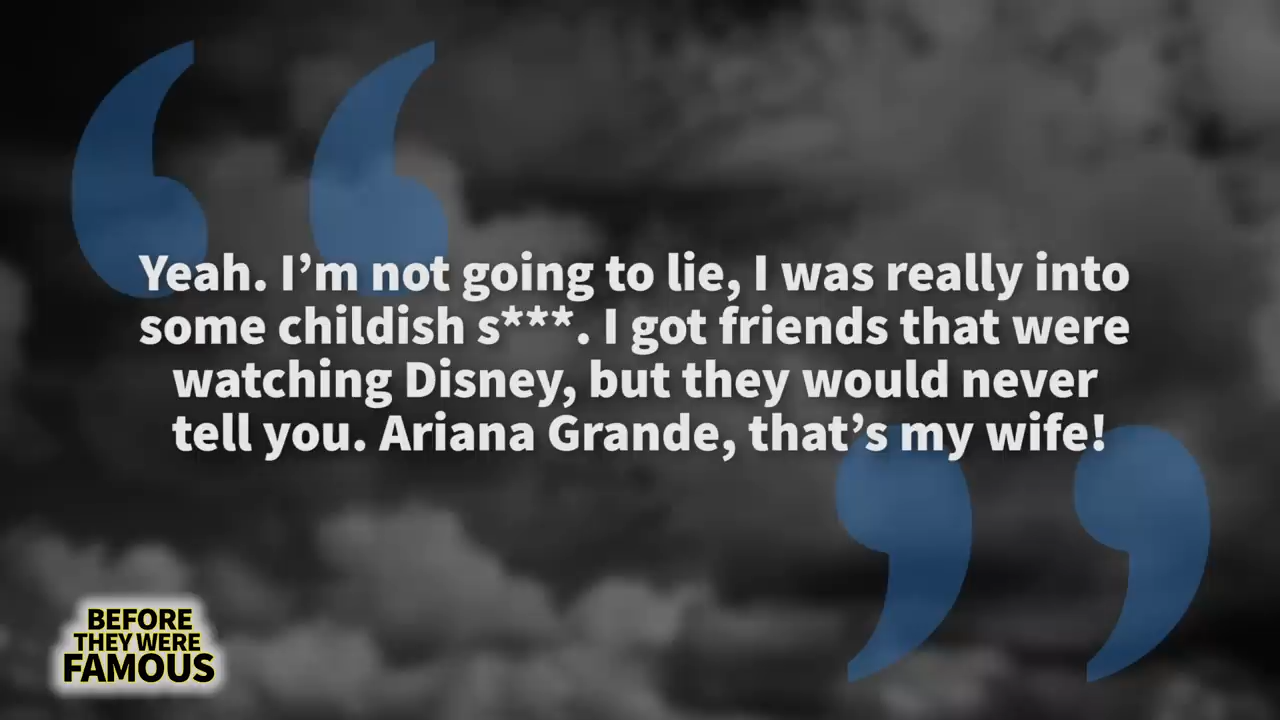 Yeah. I’m not going to lie, I was really into
some childish s***. I got friends that were
watching Disney, but they would never
tell you. Ariana Grande, that’s my wife!
BEFORE
THEY WERE
FAMOUS